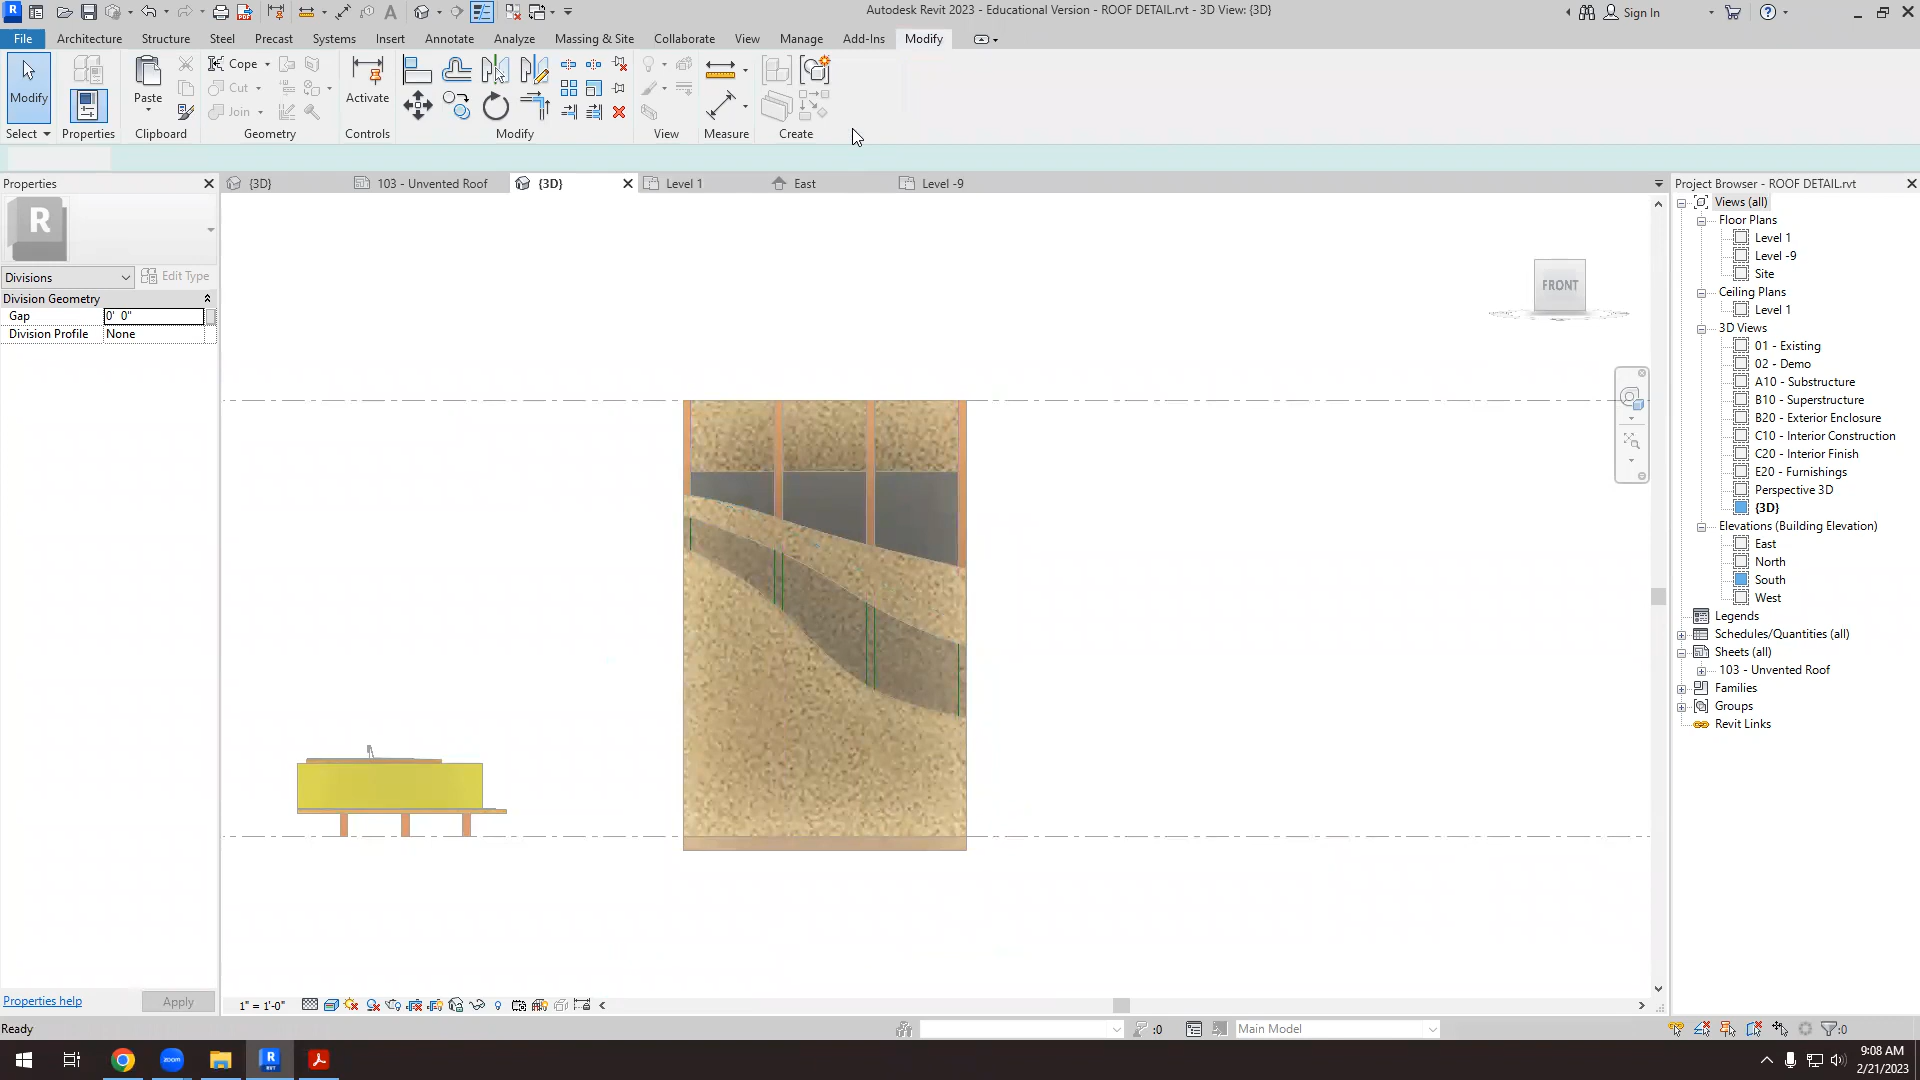 Autodesk Revit 2023 - Educational Version - ROOF DETAIL.rvt - 3D View: {3D}
Sign In
File Architecture Structure Steel Precast Systems Insert Annotate Analyze Massing & Site Collaborate View Manage Add-Ins Modify
Modify
Paste
Cope
Cut
Join
Activate
Select Properties Clipboard Geometry Controls Modify View Measure Create
Properties
{3D}
103 - Unvented Roof
{3D}
Level 1
East
Level -9
R
Divisions
Edit Type
Division Geometry
Gap 0' 0"
Division Profile None
FRONT
Project Browser - ROOF DETAIL.rvt
Views (all)
Floor Plans
Level 1
Level -9
Site
Ceiling Plans
Level 1
3D Views
01 - Existing
02 - Demo
A10 - Substructure
B10 - Superstructure
B20 - Exterior Enclosure
C10 - Interior Construction
C20 - Interior Finish
E20 - Furnishings
Perspective 3D
{3D}
Elevations (Building Elevation)
East
North
South
West
Legends
Schedules/Quantities (all)
Sheets (all)
103 - Unvented Roof
Families
Groups
Revit Links
Properties help
Apply
1" = 1'-0"
Ready
:0
Main Model
:0
zoom
R
RVT
9:08 AM
2/21/2023